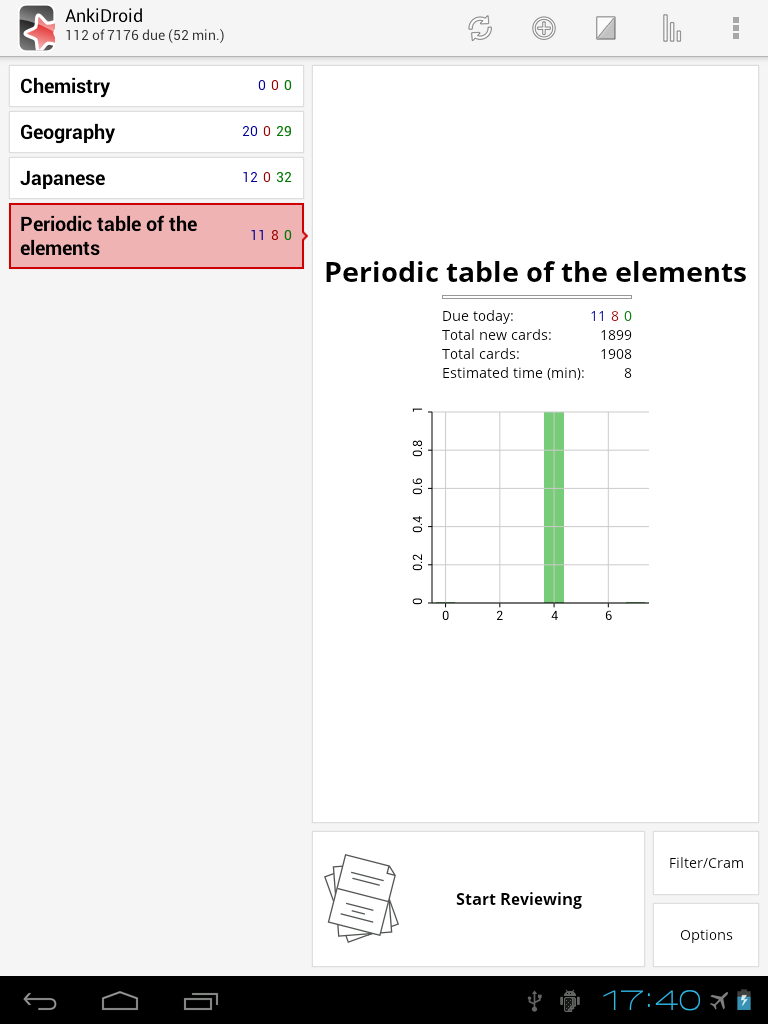 AnkiDroid
112 of 7176 due (52 min.)
Chemistry 0 0 0
Geography 20 0 29
Japanese 12 0 32
Periodic table of the
elements 11 8 0
Periodic table of the elements
Due today: 11 8 0
Total new cards: 1899
Total cards: 1908
Estimated time (min): 8
1
0.8
0.6
0.4
0.2
0
0 2 4 6
Start Reviewing
Filter/Cram
Options
17:40